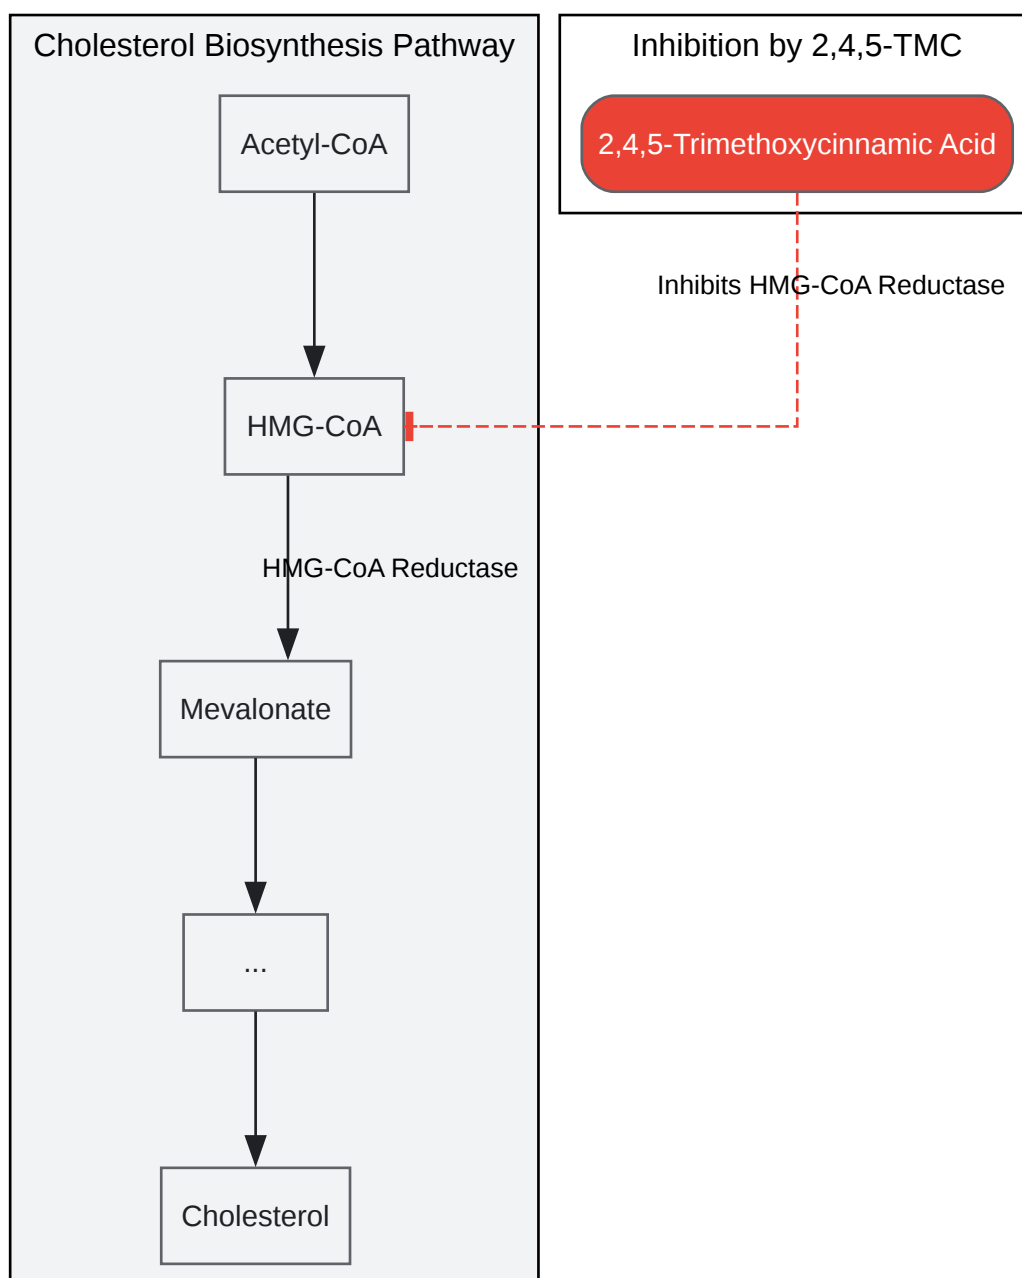 Cholesterol Biosynthesis Pathway
Acetyl-CoA
HMG-CoA
HMG-CoA Reductase
Mevalonate
...
Cholesterol
Inhibition by 2,4,5-TMC
2,4,5-Trimethoxycinnamic Acid
Inhibits HMG-CoA Reductase